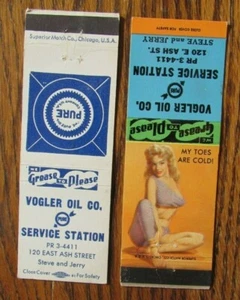 Superior Match Co., Chicago, U.S.A.
PURE
WE
Grease to Please
VOGLER OIL CO.
PURE
SERVICE STATION
PR 3-4411
120 EAST ASH STREET
Steve and Jerry
Close Cover for Safety
STEVE and JERRY
120 E. ASH ST.
PR 3-4411
SERVICE STATION
VOGLER OIL CO.
Grease to Please
MY TOES
ARE COLD!